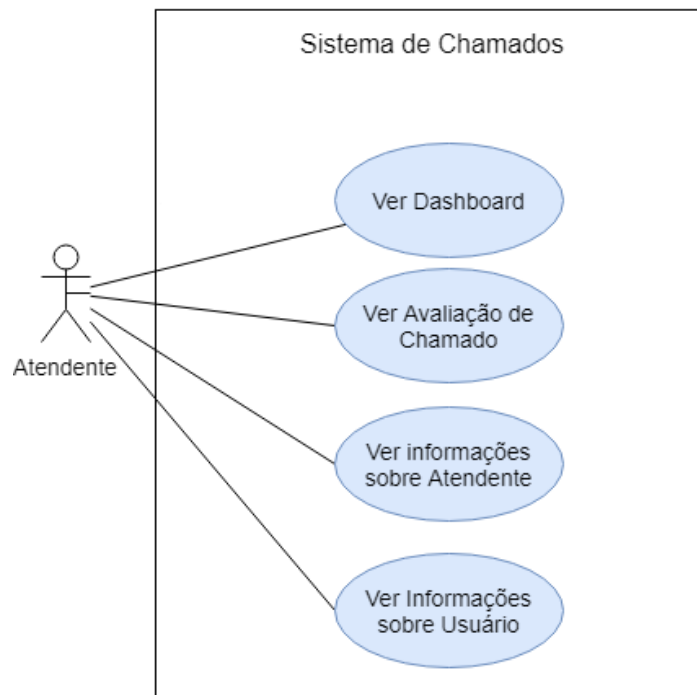 Sistema de Chamados
Ver Dashboard
Ver Avaliação de
Chamado
Atendente
Ver informações
sobre Atendente
Ver Informações
sobre Usuário